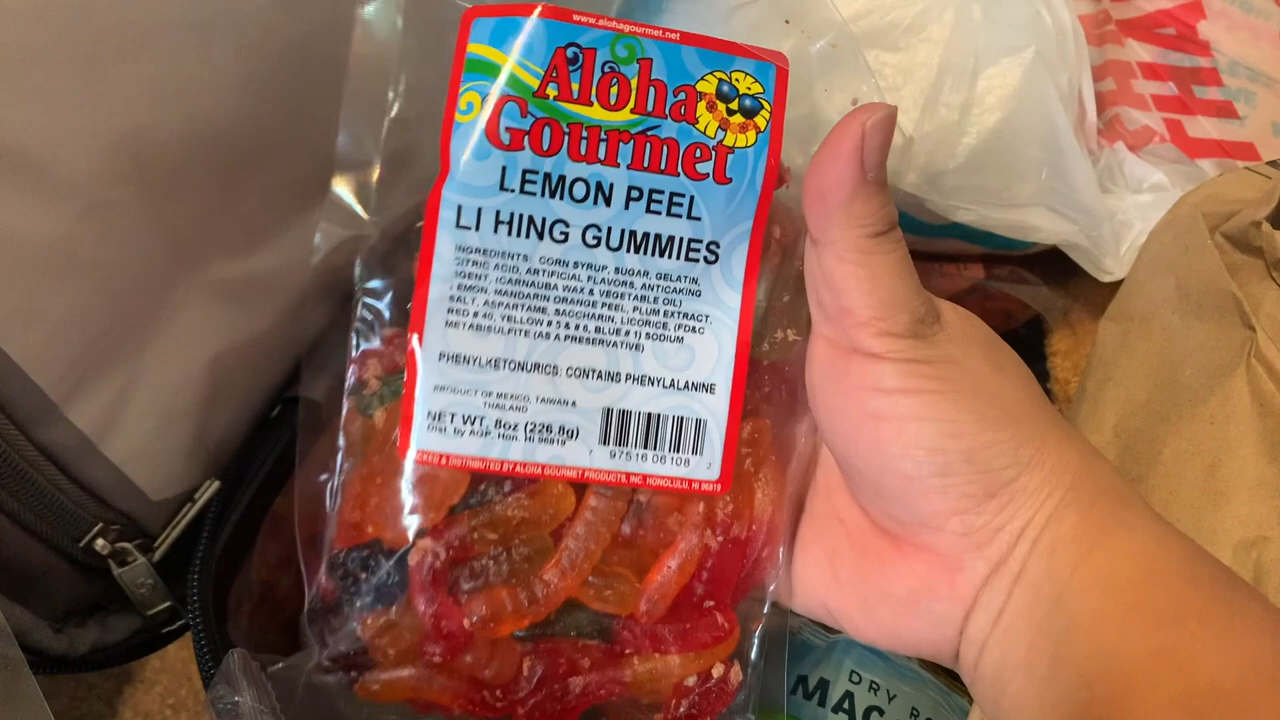 www.alohagourmet.net
Aloha
Gourmet
LEMON PEEL
LI HING GUMMIES
INGREDIENTS: CORN SYRUP, SUGAR, GELATIN,
CITRIC ACID, ARTIFICIAL FLAVORS, ANTICAKING
AGENT, (CARNAUBA WAX & VEGETABLE OIL)
LEMON, MANDARIN ORANGE PEEL, PLUM EXTRACT,
SALT, ASPARTAME, SACCHARIN, LICORICE, (FD&C
RED # 40, YELLOW # 5 & # 6, BLUE # 1) SODIUM
METABISULFITE (AS A PRESERVATIVE)
PHENYLKETONURICS: CONTAINS PHENYLALANINE
PRODUCT OF MEXICO, TAIWAN &
THAILAND
NET WT. 8oz (226.8g)
Dist. by AGP, Hon. HI 96819
7 97516 06108 2
CKED & DISTRIBUTED BY ALOHA GOURMET PRODUCTS, INC. HONOLULU, HI 96819
THA
DRY
MAC